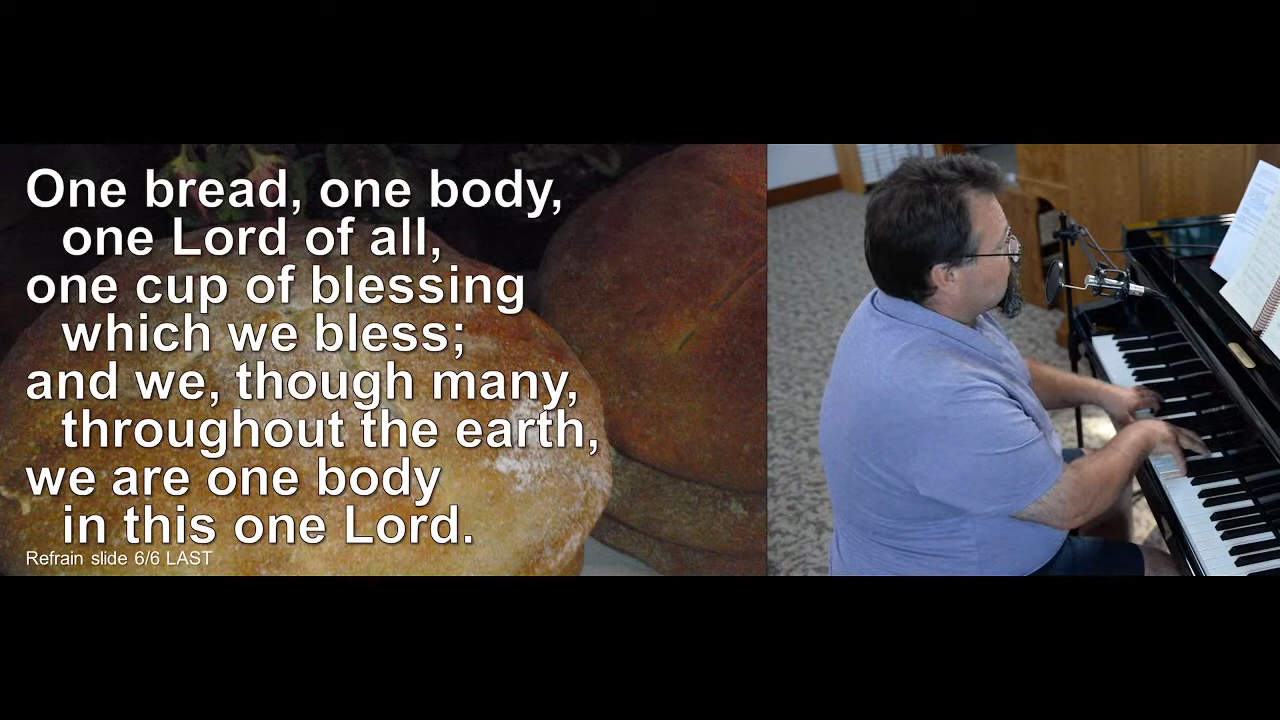 One bread, one body,
one Lord of all,
one cup of blessing
which we bless;
and we, though many,
throughout the earth,
we are one body
in this one Lord.
Refrain slide 6/6 LAST